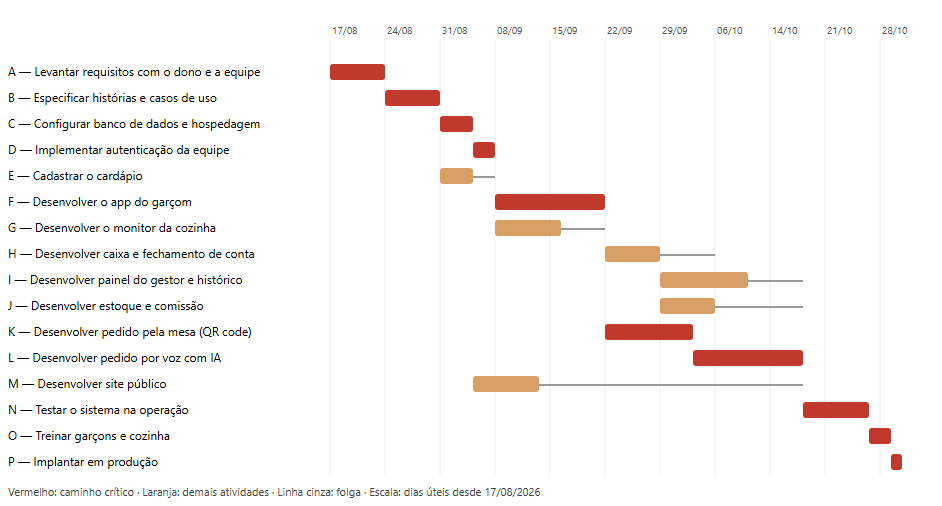 17/08 24/08 31/08 08/09 15/09 22/09 29/09 06/10 14/10 21/10 28/10
A — Levantar requisitos com o dono e a equipe
B — Especificar histórias e casos de uso
C — Configurar banco de dados e hospedagem
D — Implementar autenticação da equipe
E — Cadastrar o cardápio
F — Desenvolver o app do garçom
G — Desenvolver o monitor da cozinha
H — Desenvolver caixa e fechamento de conta
I — Desenvolver painel do gestor e histórico
J — Desenvolver estoque e comissão
K — Desenvolver pedido pela mesa (QR code)
L — Desenvolver pedido por voz com IA
M — Desenvolver site público
N — Testar o sistema na operação
O — Treinar garçons e cozinha
P — Implantar em produção
Vermelho: caminho crítico · Laranja: demais atividades · Linha cinza: folga · Escala: dias úteis desde 17/08/2026